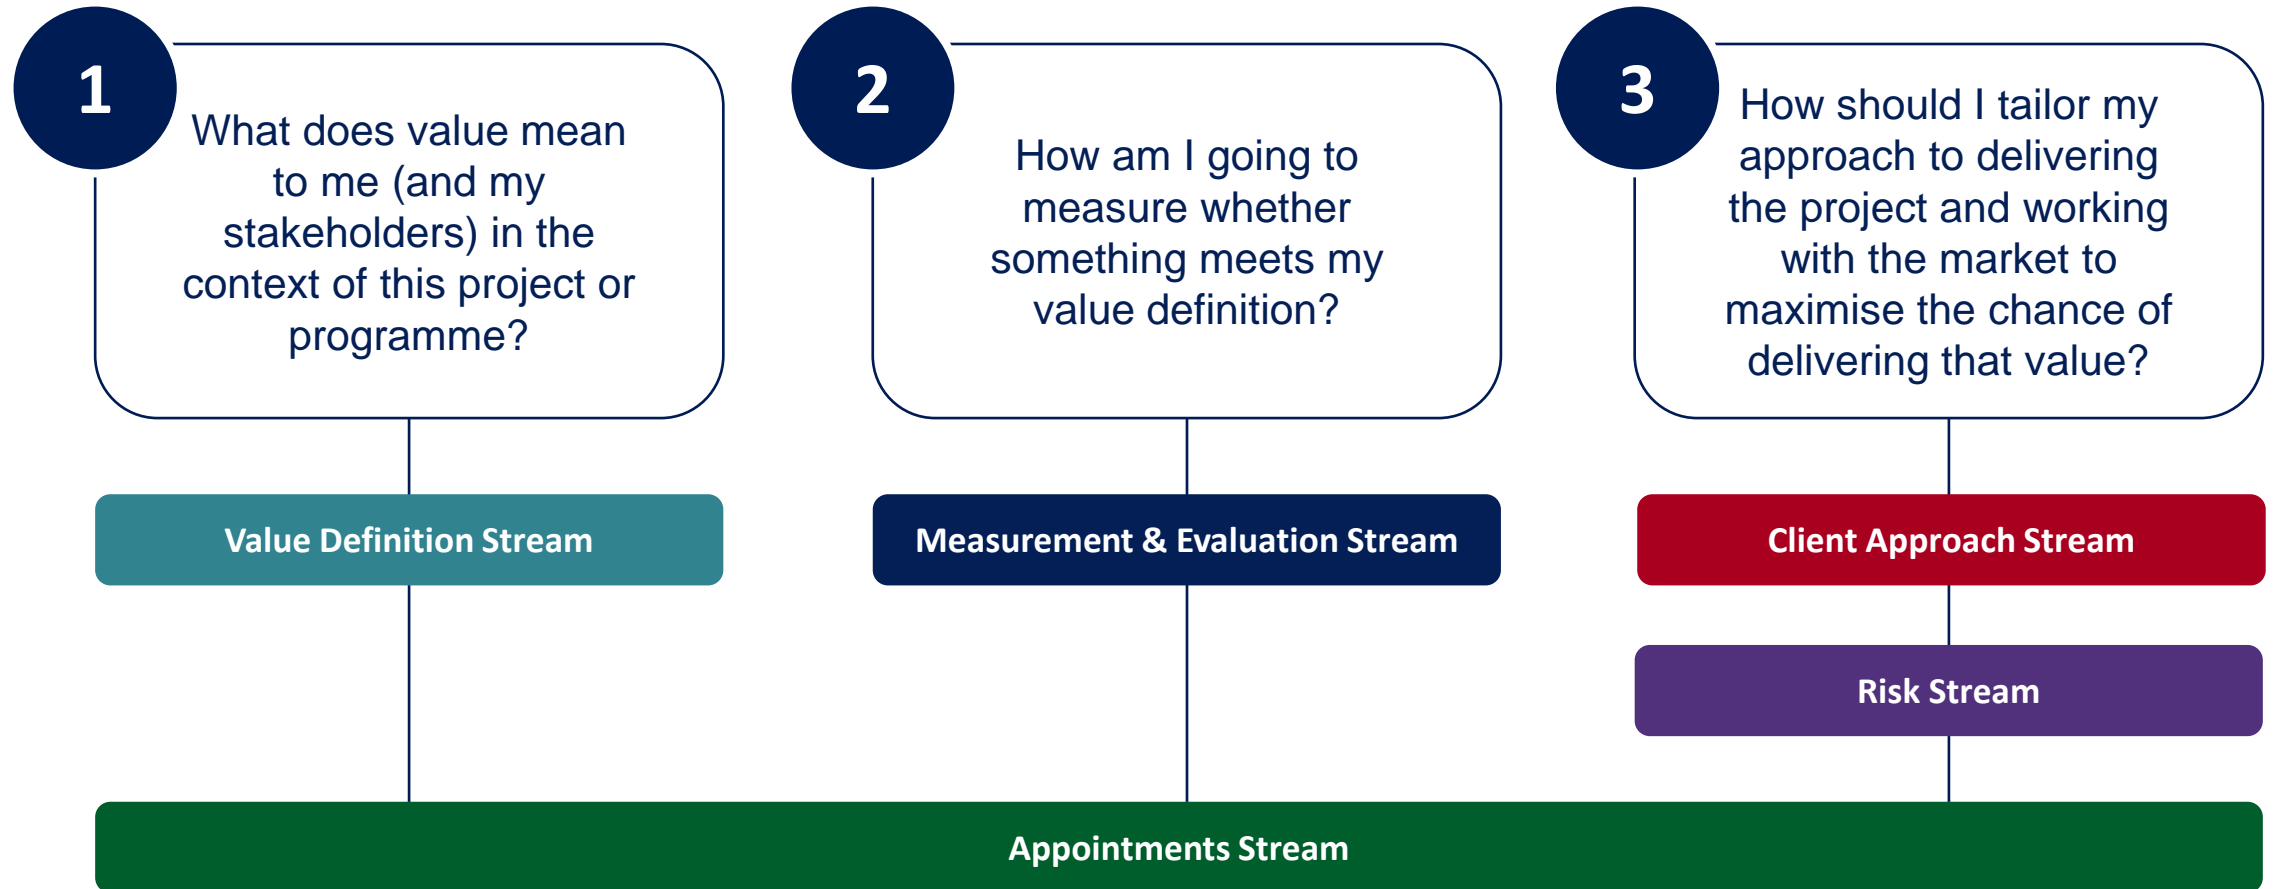 1
What does value mean
to me (and my
stakeholders) in the
context of this project or
programme?
2
How am I going to
measure whether
something meets my
value definition?
3
How should I tailor my
approach to delivering
the project and working
with the market to
maximise the chance of
delivering that value?
Value Definition Stream
Measurement & Evaluation Stream
Client Approach Stream
Risk Stream
Appointments Stream